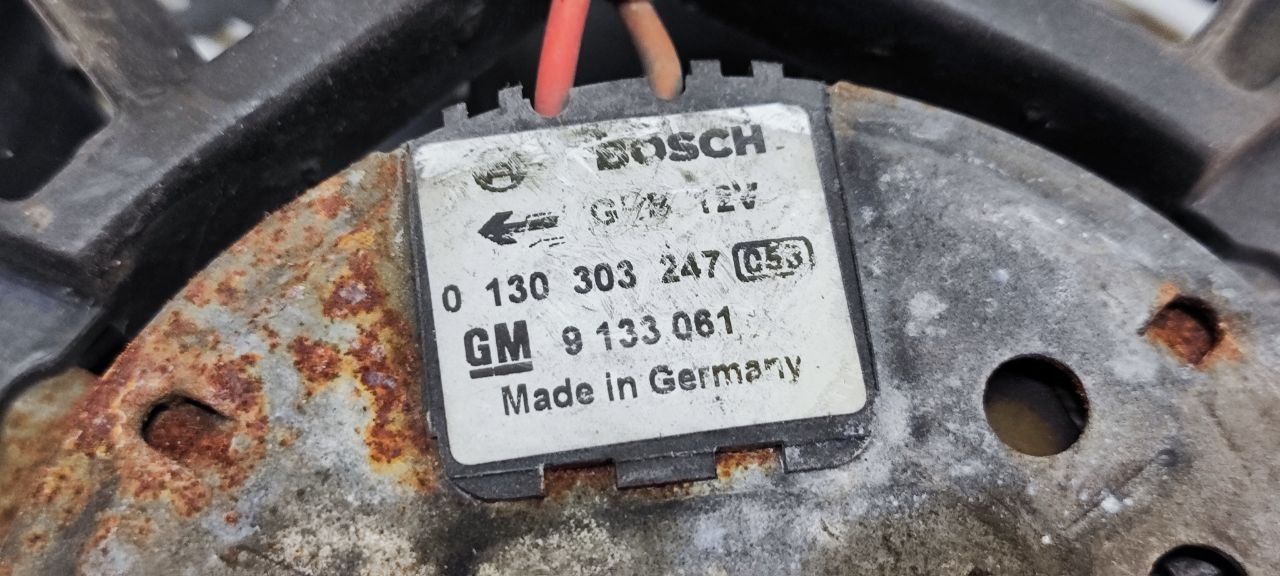 BOSCH
12V
0 130 303 247 053
GM 9 133 061
Made in Germany